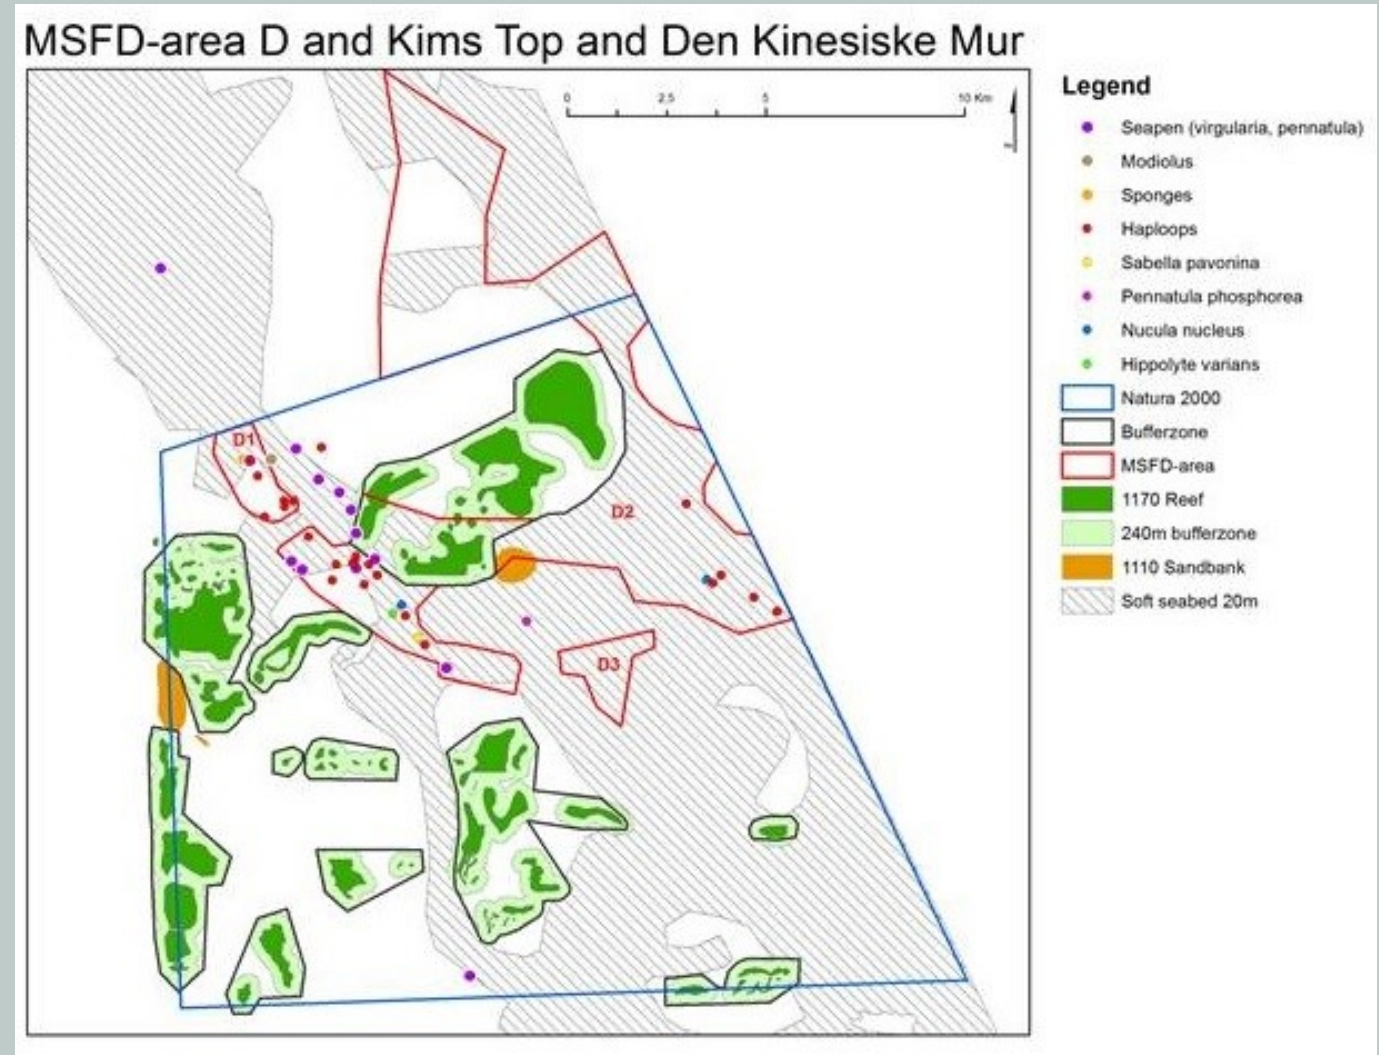 MSFD-area D and Kims Top and Den Kinesiske Mur
0 2,5 5 10 Km
Legend
Seapen (virgularia, pennatula)
Modiolus
Sponges
Haploops
Sabella pavonina
Pennatula phosphorea
Nucula nucleus
Hippolyte varians
Natura 2000
Bufferzone
MSFD-area
1170 Reef
240m bufferzone
1110 Sandbank
Soft seabed 20m
D1
D2
D3